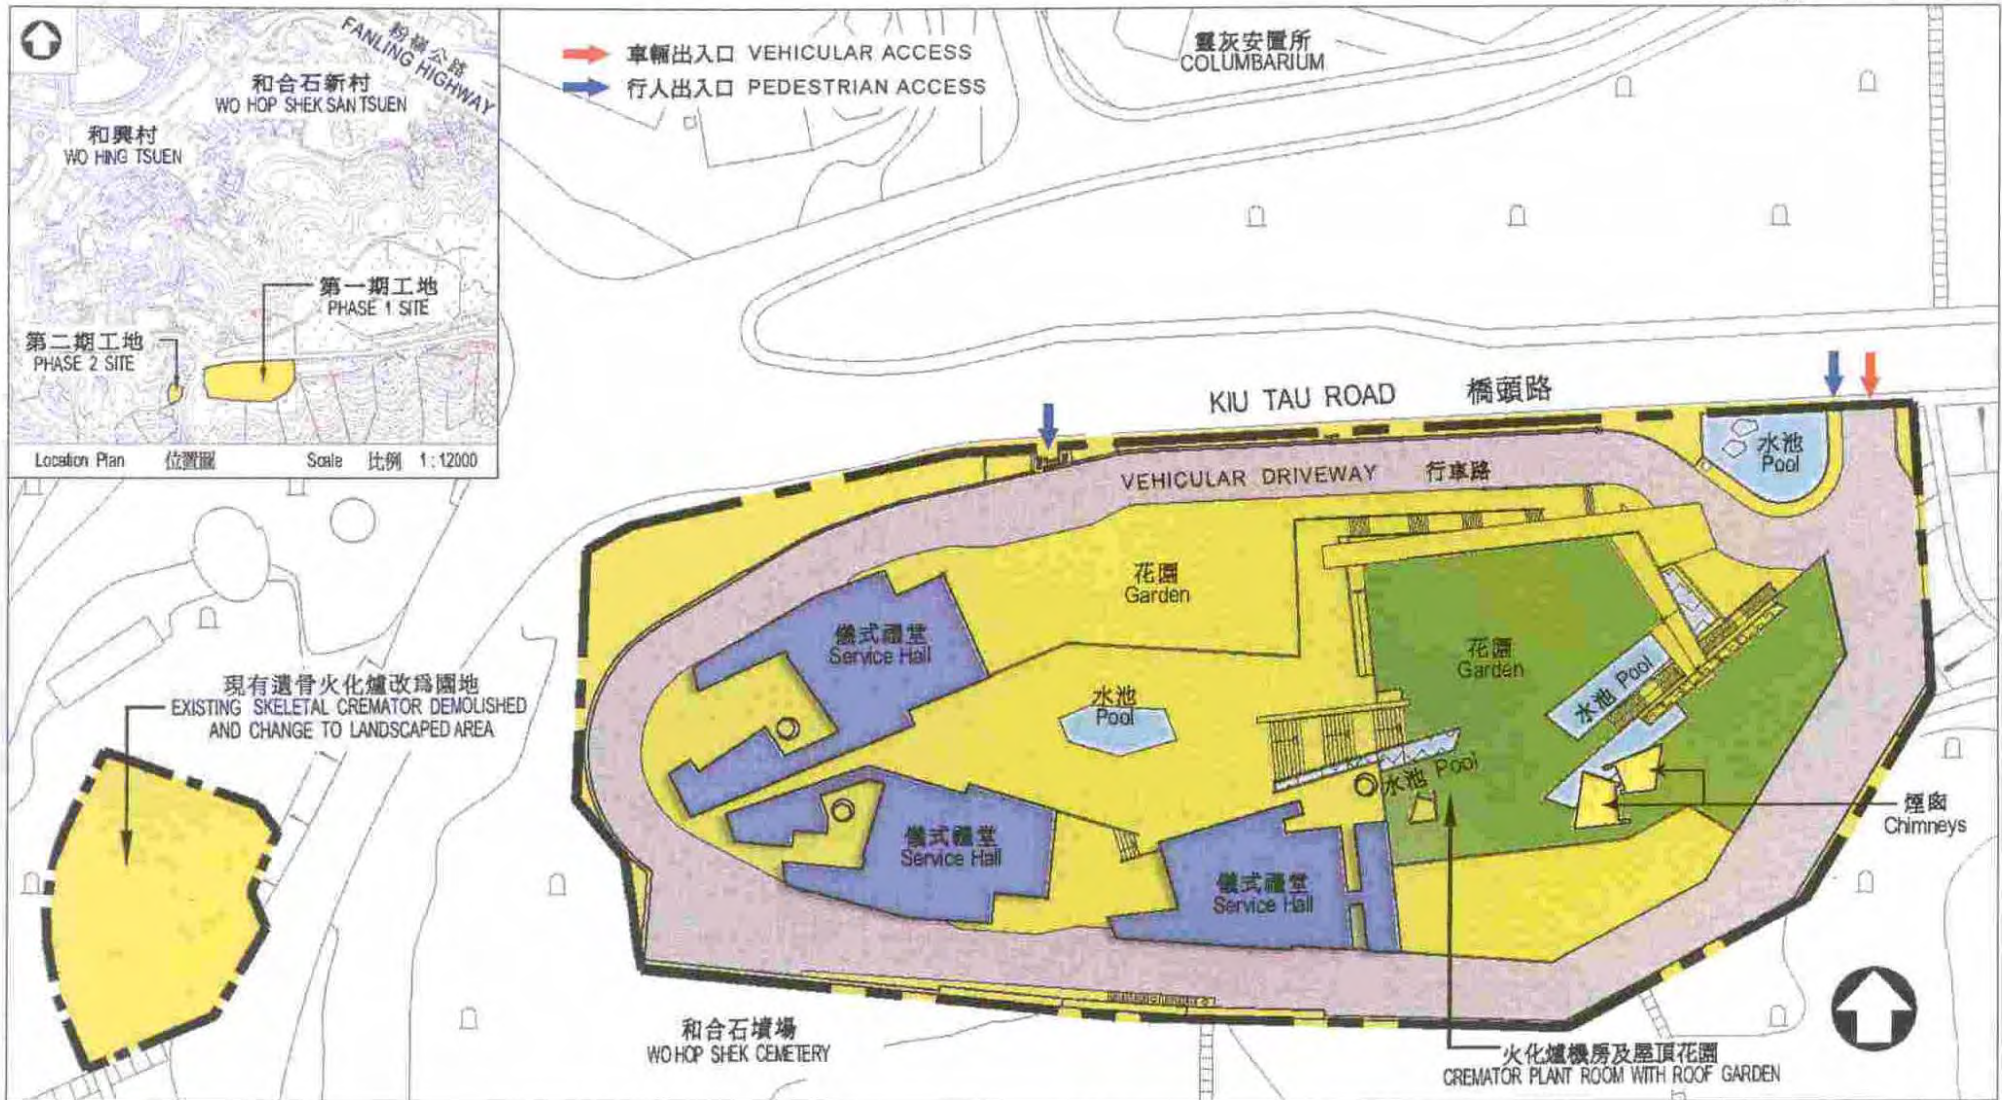 粉嶺公路
FANLING HIGHWAY
和合石新村
WO HOP SHEK SAN TSUEN
和興村
WO HING TSUEN
第一期工地
PHASE 1 SITE
第二期工地
PHASE 2 SITE
Location Plan 位置圖 Scale 比例 1:12000
車輛出入口 VEHICULAR ACCESS
行人出入口 PEDESTRIAN ACCESS
靈灰安置所
COLUMBARIUM
KIU TAU ROAD 橋頭路
水池
Pool
VEHICULAR DRIVEWAY 行車路
花園
Garden
儀式禮堂
Service Hall
花園
Garden
水池 Pool
水池
Pool
水池 Pool
現有遺骨火化爐改爲園地
EXISTING SKELETAL CREMATOR DEMOLISHED
AND CHANGE TO LANDSCAPED AREA
煙囪
Chimneys
儀式禮堂
Service Hall
儀式禮堂
Service Hall
和合石墳場
WO HOP SHEK CEMETERY
火化爐機房及屋頂花園
CREMATOR PLANT ROOM WITH ROOF GARDEN